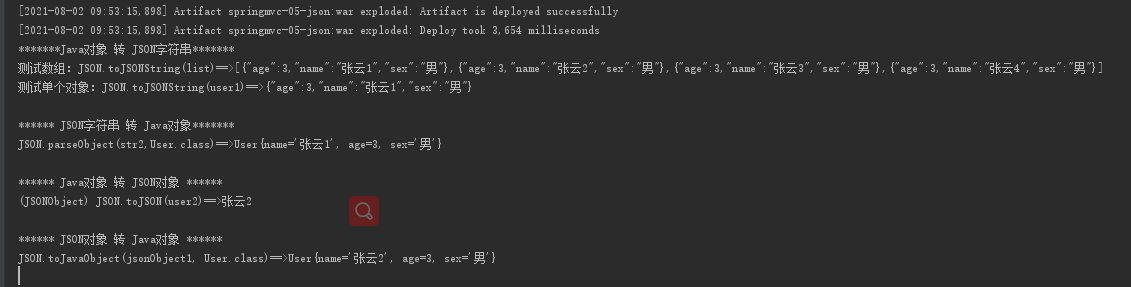 [2021-08-02 09:53:15,898] Artifact springmvc-05-json:war exploded: Artifact is deployed successfully
[2021-08-02 09:53:15,898] Artifact springmvc-05-json:war exploded: Deploy took 3,654 milliseconds
*******Java对象 转 JSON字符串*******
测试数组: JSON.toJSONString(list)==>[{"age":3,"name":"张云1","sex":"男"},{"age":3,"name":"张云2","sex":"男"},{"age":3,"name":"张云3","sex":"男"},{"age":3,"name":"张云4","sex":"男"}]
测试单个对象: JSON.toJSONString(user1)==>{"age":3,"name":"张云1","sex":"男"}
****** JSON字符串 转 Java对象*******
JSON.parseObject(str2,User.class)==>User{name='张云1', age=3, sex='男'}
****** Java对象 转 JSON对象 ******
(JSONObject) JSON.toJSON(user2)==>张云2
****** JSON对象 转 Java对象 ******
JSON.toJavaObject(jsonObject1, User.class)==>User{name='张云2', age=3, sex='男'}